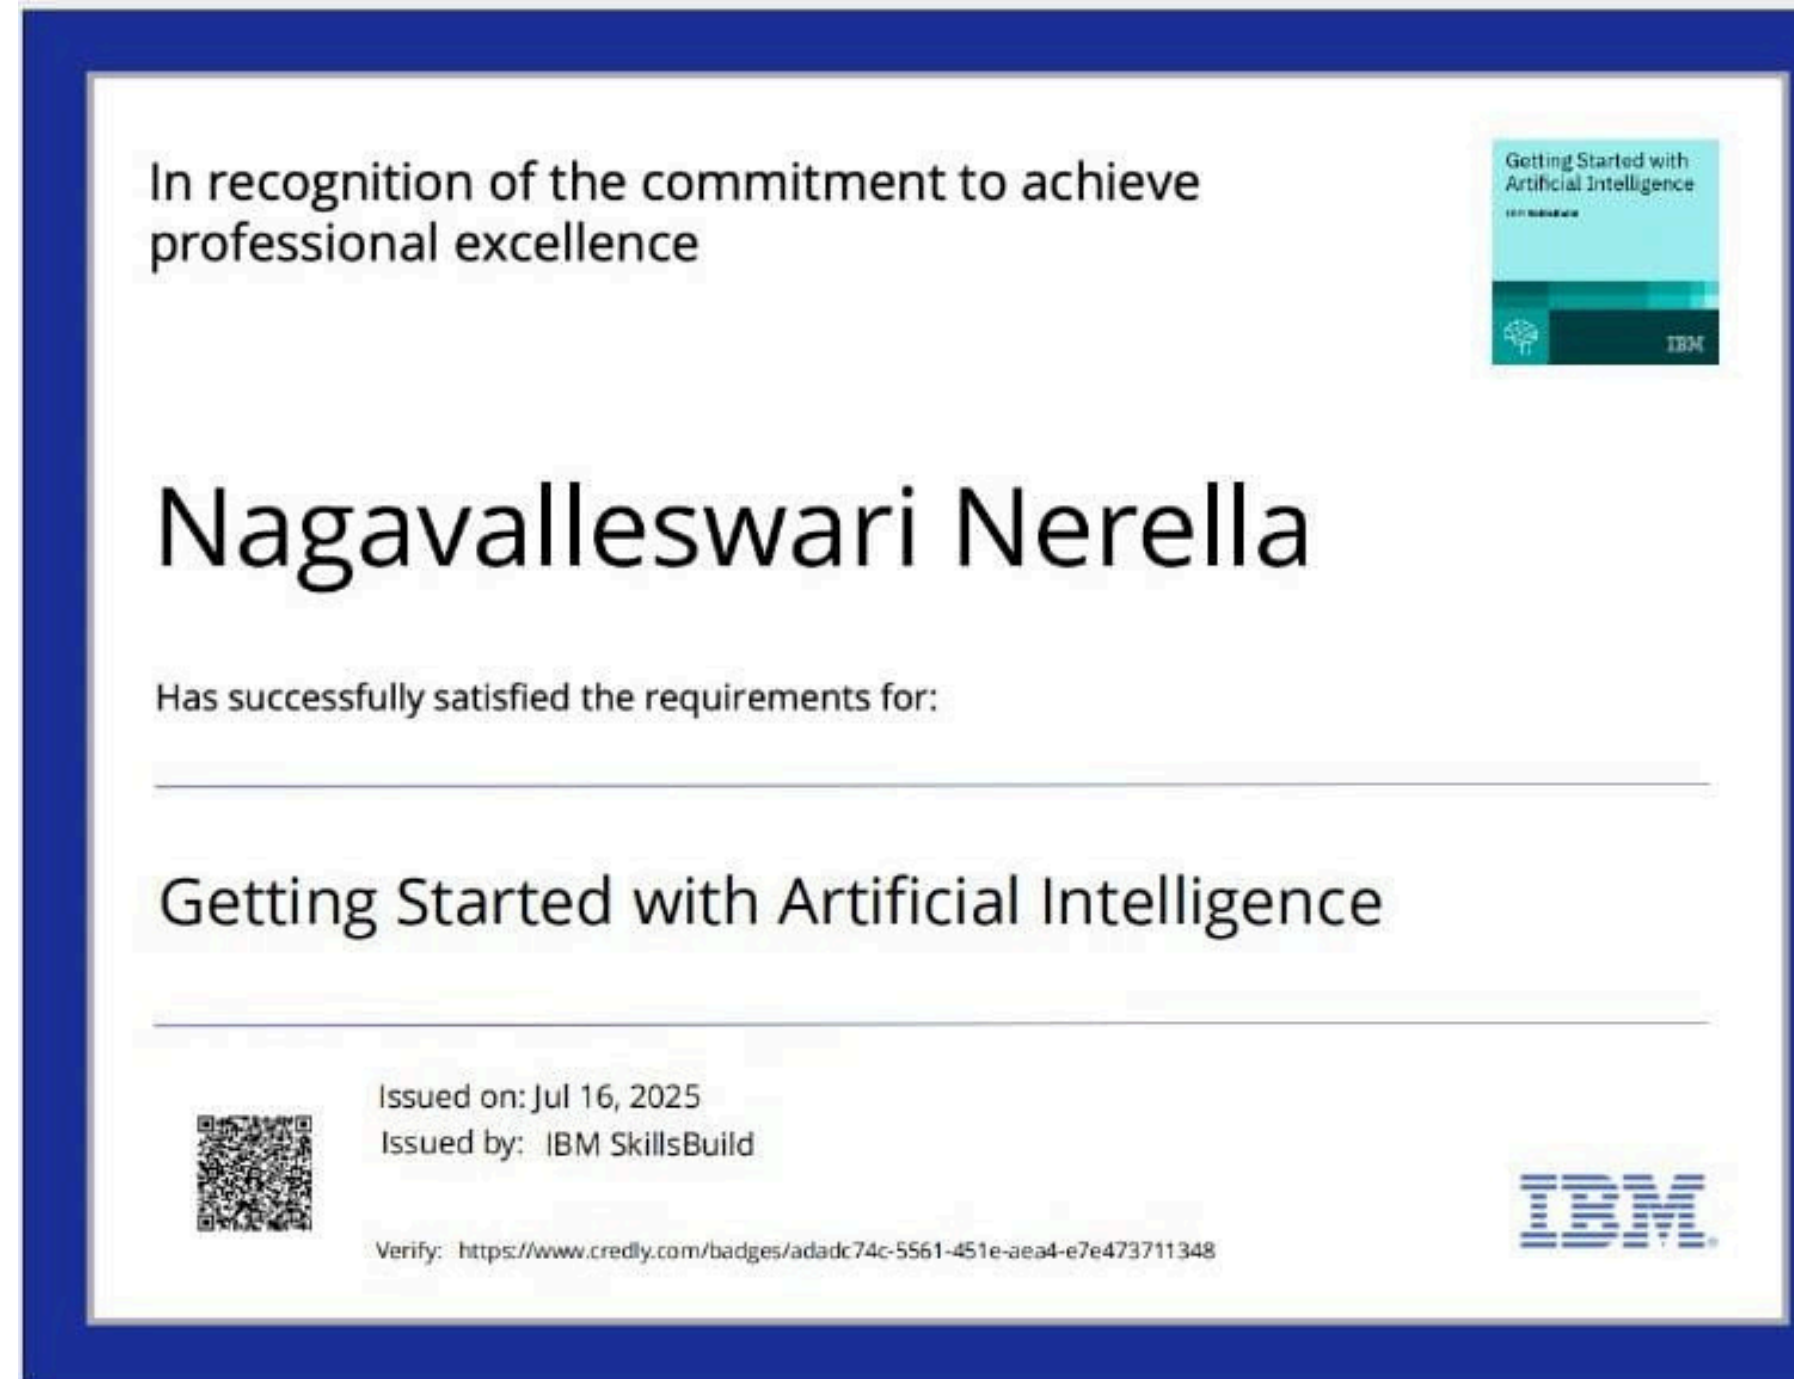 In recognition of the commitment to achieve
professional excellence
Getting Started with
Artificial Intelligence
IBM SkillsBuild
IBM
Nagavalleswari Nerella
Has successfully satisfied the requirements for:
Getting Started with Artificial Intelligence
Issued on: Jul 16, 2025
Issued by: IBM SkillsBuild
Verify: https://www.credly.com/badges/adadc74c-5561-451e-aea4-e7e473711348
IBM®